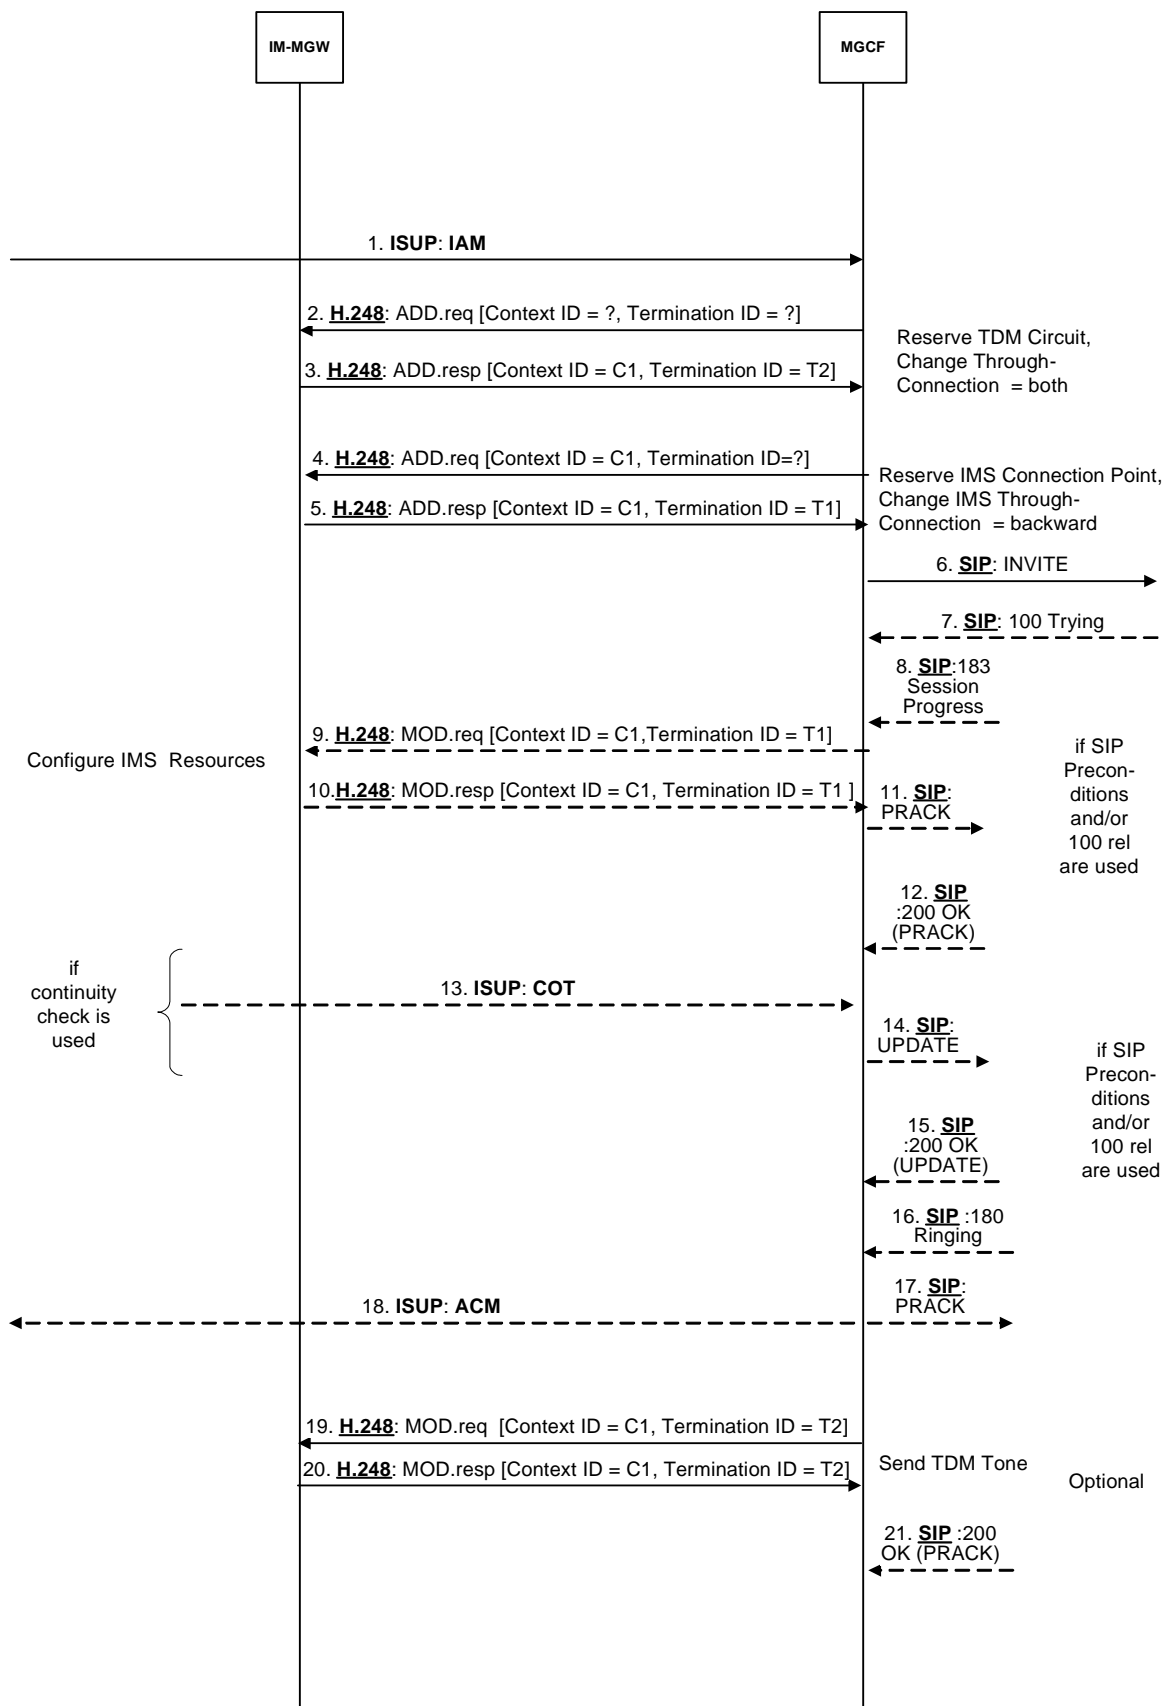 IM-MGW
MGCF
1. ISUP: IAM
2. H.248: ADD.req [Context ID = ?, Termination ID = ?]
3. H.248: ADD.resp [Context ID = C1, Termination ID = T2]
Reserve TDM Circuit,
Change Through-
Connection = both
4. H.248: ADD.req [Context ID = C1, Termination ID=?]
5. H.248: ADD.resp [Context ID = C1, Termination ID = T1]
Reserve IMS Connection Point,
Change IMS Through-
Connection = backward
6. SIP: INVITE
7. SIP: 100 Trying
8. SIP:183
Session
Progress
9. H.248: MOD.req [Context ID = C1,Termination ID = T1]
Configure IMS Resources
10.H.248: MOD.resp [Context ID = C1, Termination ID = T1 ]
11. SIP:
PRACK
if SIP
Precon-
ditions
and/or
100 rel
are used
12. SIP
:200 OK
(PRACK)
if
continuity
check is
used
13. ISUP: COT
14. SIP:
UPDATE
if SIP
Precon-
ditions
and/or
100 rel
are used
15. SIP
:200 OK
(UPDATE)
16. SIP :180
Ringing
17. SIP:
PRACK
18. ISUP: ACM
19. H.248: MOD.req [Context ID = C1, Termination ID = T2]
20. H.248: MOD.resp [Context ID = C1, Termination ID = T2]
Send TDM Tone
Optional
21. SIP :200
OK (PRACK)